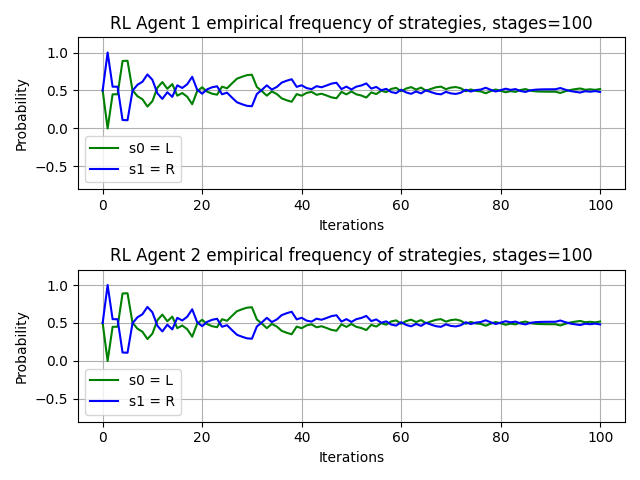 RL Agent 1 empirical frequency of strategies, stages=100
1.0
0.5
0.0
−0.5
Probability
s0 = L
s1 = R
0 20 40 60 80 100
Iterations
RL Agent 2 empirical frequency of strategies, stages=100
1.0
0.5
0.0
−0.5
Probability
s0 = L
s1 = R
0 20 40 60 80 100
Iterations